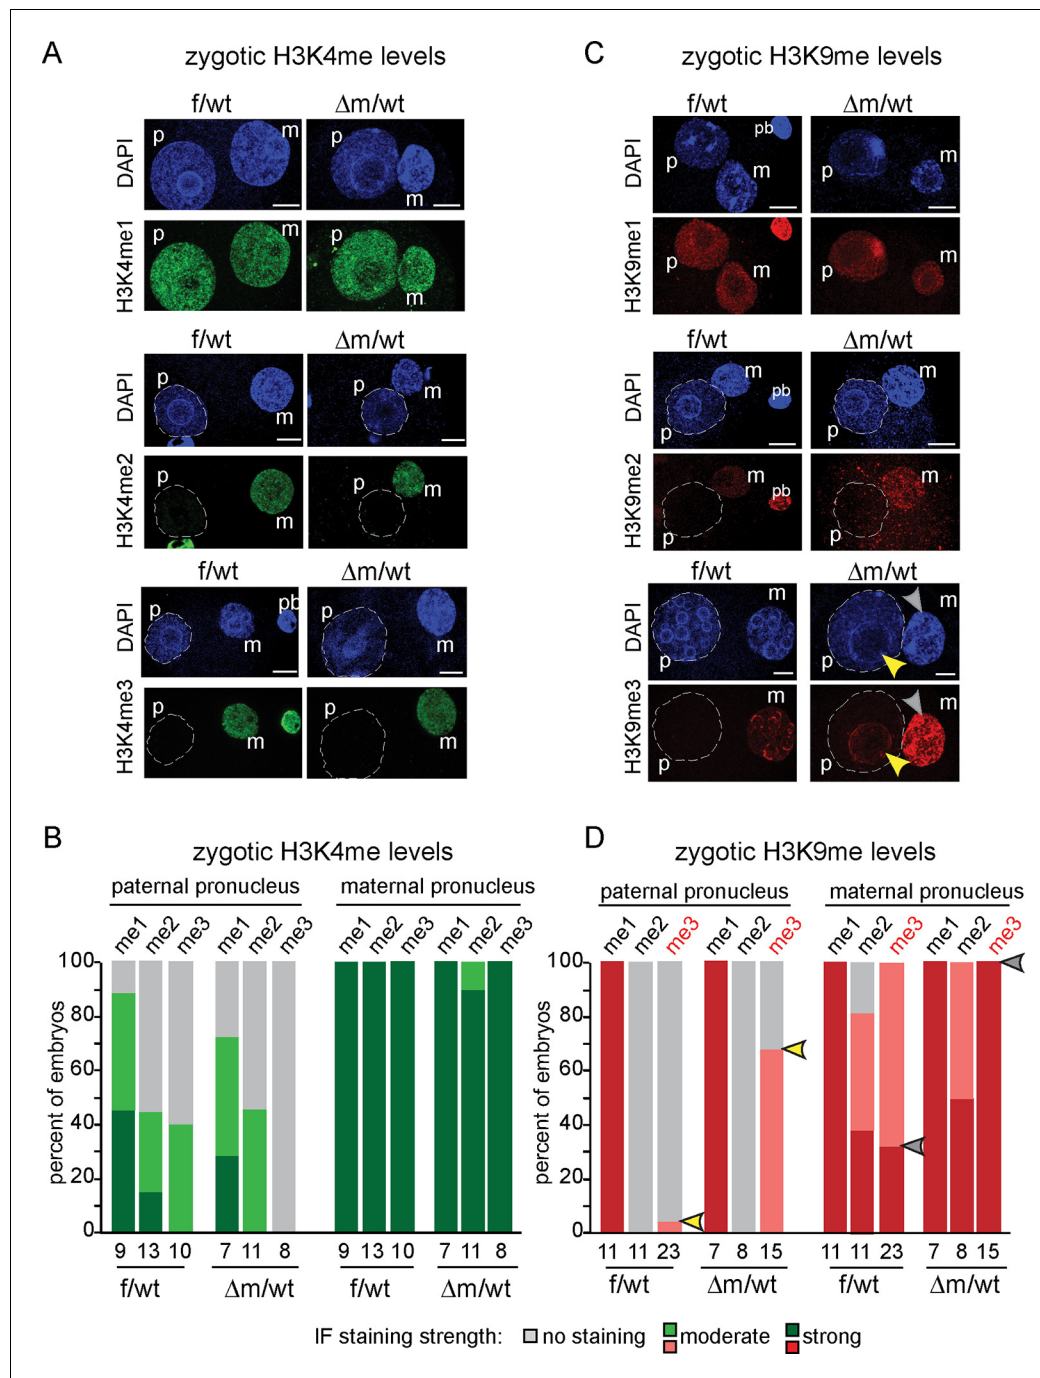 A
zygotic H3K4me levels
f/wt Δm/wt
DAPI
p m p m
H3K4me1
p m p m
f/wt Δm/wt
DAPI
p m p m
H3K4me2
p m p m
f/wt Δm/wt
DAPI
p m pb p m
H3K4me3
p m p m
C
zygotic H3K9me levels
f/wt Δm/wt
DAPI
p m pb p m
H3K9me1
p m p m
f/wt Δm/wt
DAPI
p m pb p m
H3K9me2
p m pb p m
f/wt Δm/wt
DAPI
p m p m
H3K9me3
p m p m
B
zygotic H3K4me levels
paternal pronucleus maternal pronucleus
me1 me2 me3 me1 me2 me3 me1 me2 me3 me1 me2 me3
percent of embryos
100
80
60
40
20
0
9 13 10 7 11 8 9 13 10 7 11 8
f/wt Δm/wt f/wt Δm/wt
D
zygotic H3K9me levels
paternal pronucleus maternal pronucleus
me1 me2 me3 me1 me2 me3 me1 me2 me3 me1 me2 me3
percent of embryos
100
80
60
40
20
0
11 11 23 7 8 15 11 11 23 7 8 15
f/wt Δm/wt f/wt Δm/wt
IF staining strength: no staining moderate strong